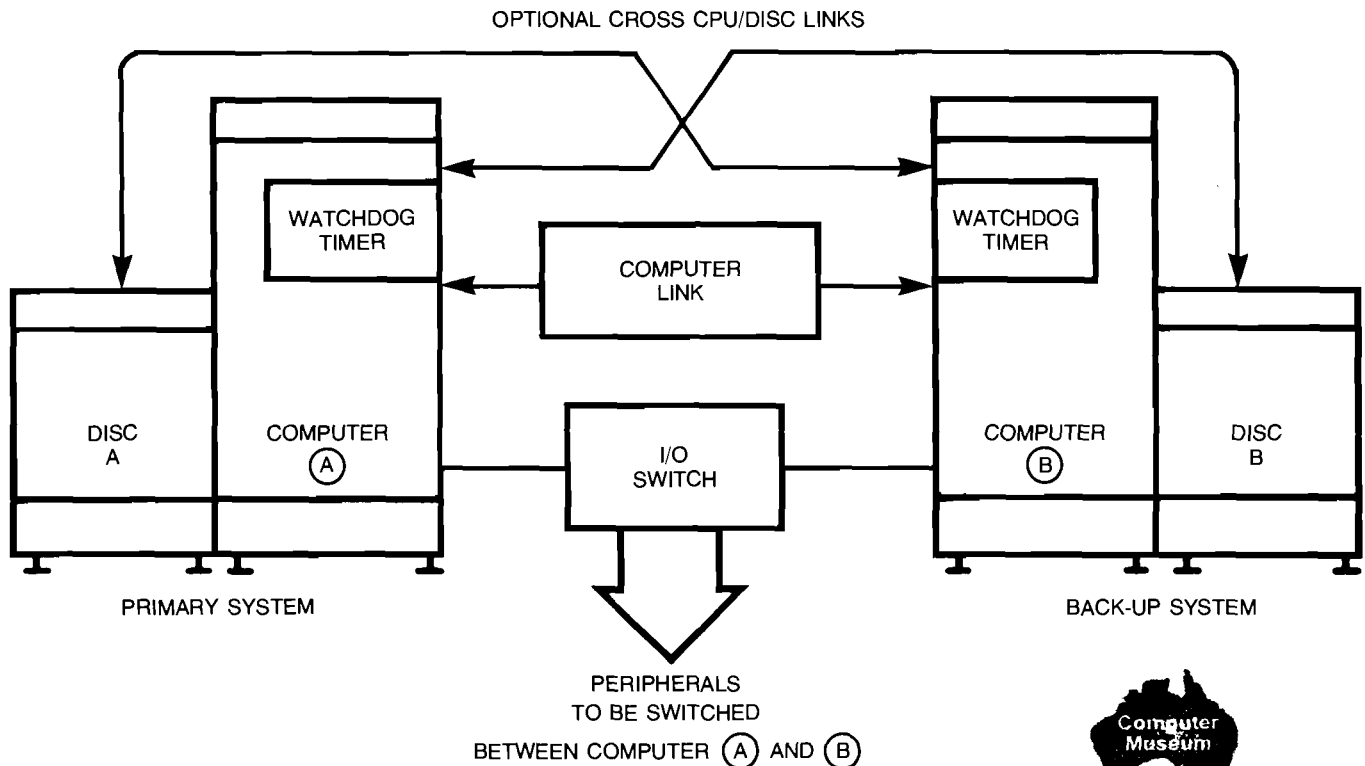 OPTIONAL CROSS CPU/DISC LINKS
WATCHDOG
TIMER
COMPUTER
LINK
WATCHDOG
TIMER
DISC
A
COMPUTER
A
I/O
SWITCH
COMPUTER
B
DISC
B
PRIMARY SYSTEM
BACK-UP SYSTEM
PERIPHERALS
TO BE SWITCHED
BETWEEN COMPUTER A AND B
Computer
Museum